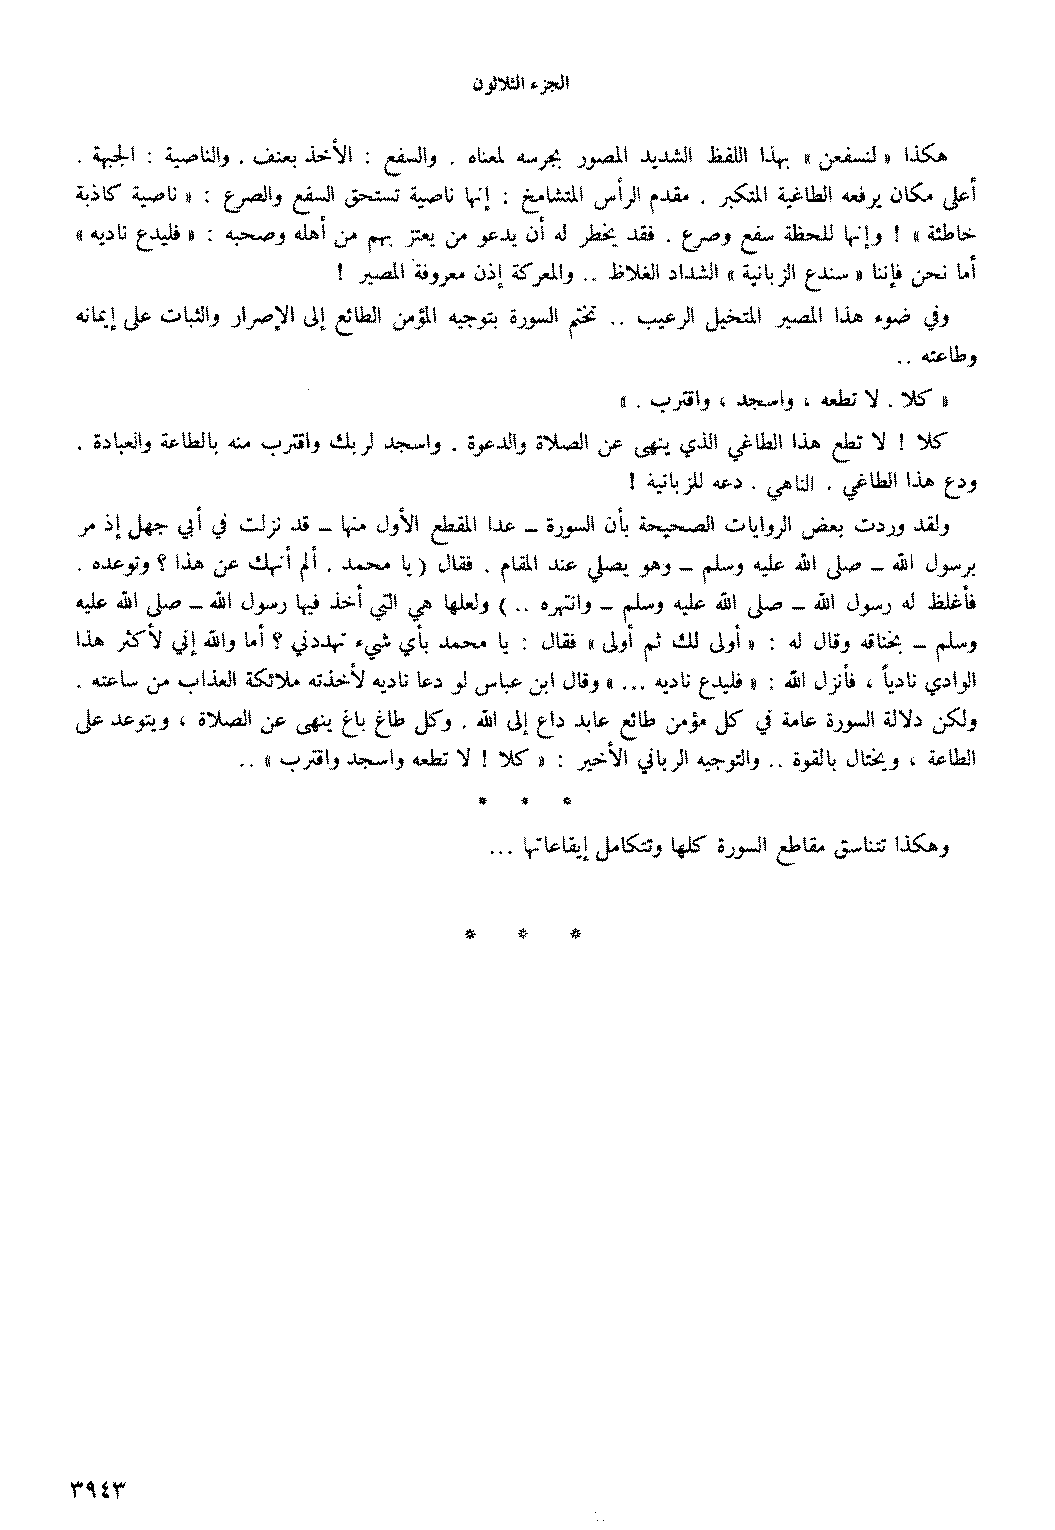 الجزء الثلاثون
هكذا « لنسفعن » بهذا اللفظ الشديد المصور بجرسه لمعناه . والسفع : الأخذ بعنف . والناصية : الجبهة .
أعلى مكان يرفعه الطاغية المتكبر . مقدم الرأس المتشامخ : إنها ناصية تستحق السفع والصرع : « ناصية كاذبة
خاطئة » ! وإنها للحظة سفع وصرع . فقد يخطر له أن يدعو من يعتز بهم من أهله وصحبه : « فليدع ناديه »
أما نحن فإننا « سندع الزبانية » الشداد الغلاظ .. والمعركة إذن معروفة المصير !
وفي ضوء هذا المصير المتخيل الرعيب .. تختم السورة بتوجيه المؤمن الطائع إلى الإصرار والثبات على إيمانه
وطاعته ..
« كلا . لا تطعه ، واسجد ، واقترب . »
كلا ! لا تطع هذا الطاغي الذي ينهى عن الصلاة والدعوة . واسجد لربك واقترب منه بالطاعة والعبادة .
ودع هذا الطاغي . الناهي . دعه للزبانية !
ولقد وردت بعض الروايات الصحيحة بأن السورة – عدا المقطع الأول منها – قد نزلت في أبي جهل إذ مر
برسول الله – صلى الله عليه وسلم – وهو يصلي عند المقام . فقال ( يا محمد . ألم أنهك عن هذا ؟ وتوعده .
فأغلظ له رسول الله – صلى الله عليه وسلم – وانتهره .. ) ولعلها هي التي أخذ فيها رسول الله – صلى الله عليه
وسلم – بخناقه وقال له : « أولى لك ثم أولى » فقال : يا محمد بأي شيء تهددني ؟ أما والله إني لأكثر هذا
الوادي نادياً ، فأنزل الله : « فليدع ناديه ... » وقال ابن عباس لو دعا ناديه لأخذته ملائكة العذاب من ساعته .
ولكن دلالة السورة عامة في كل مؤمن طائع عابد داع إلى الله . وكل طاغ باغ ينهى عن الصلاة ، ويتوعد على
الطاعة ، ويختال بالقوة .. والتوجيه الرباني الأخير : « كلا ! لا تطعه واسجد واقترب » ..
* * *
وهكذا تتناسق مقاطع السورة كلها وتتكامل إيقاعاتها ...
* * *
٣٩٤٣